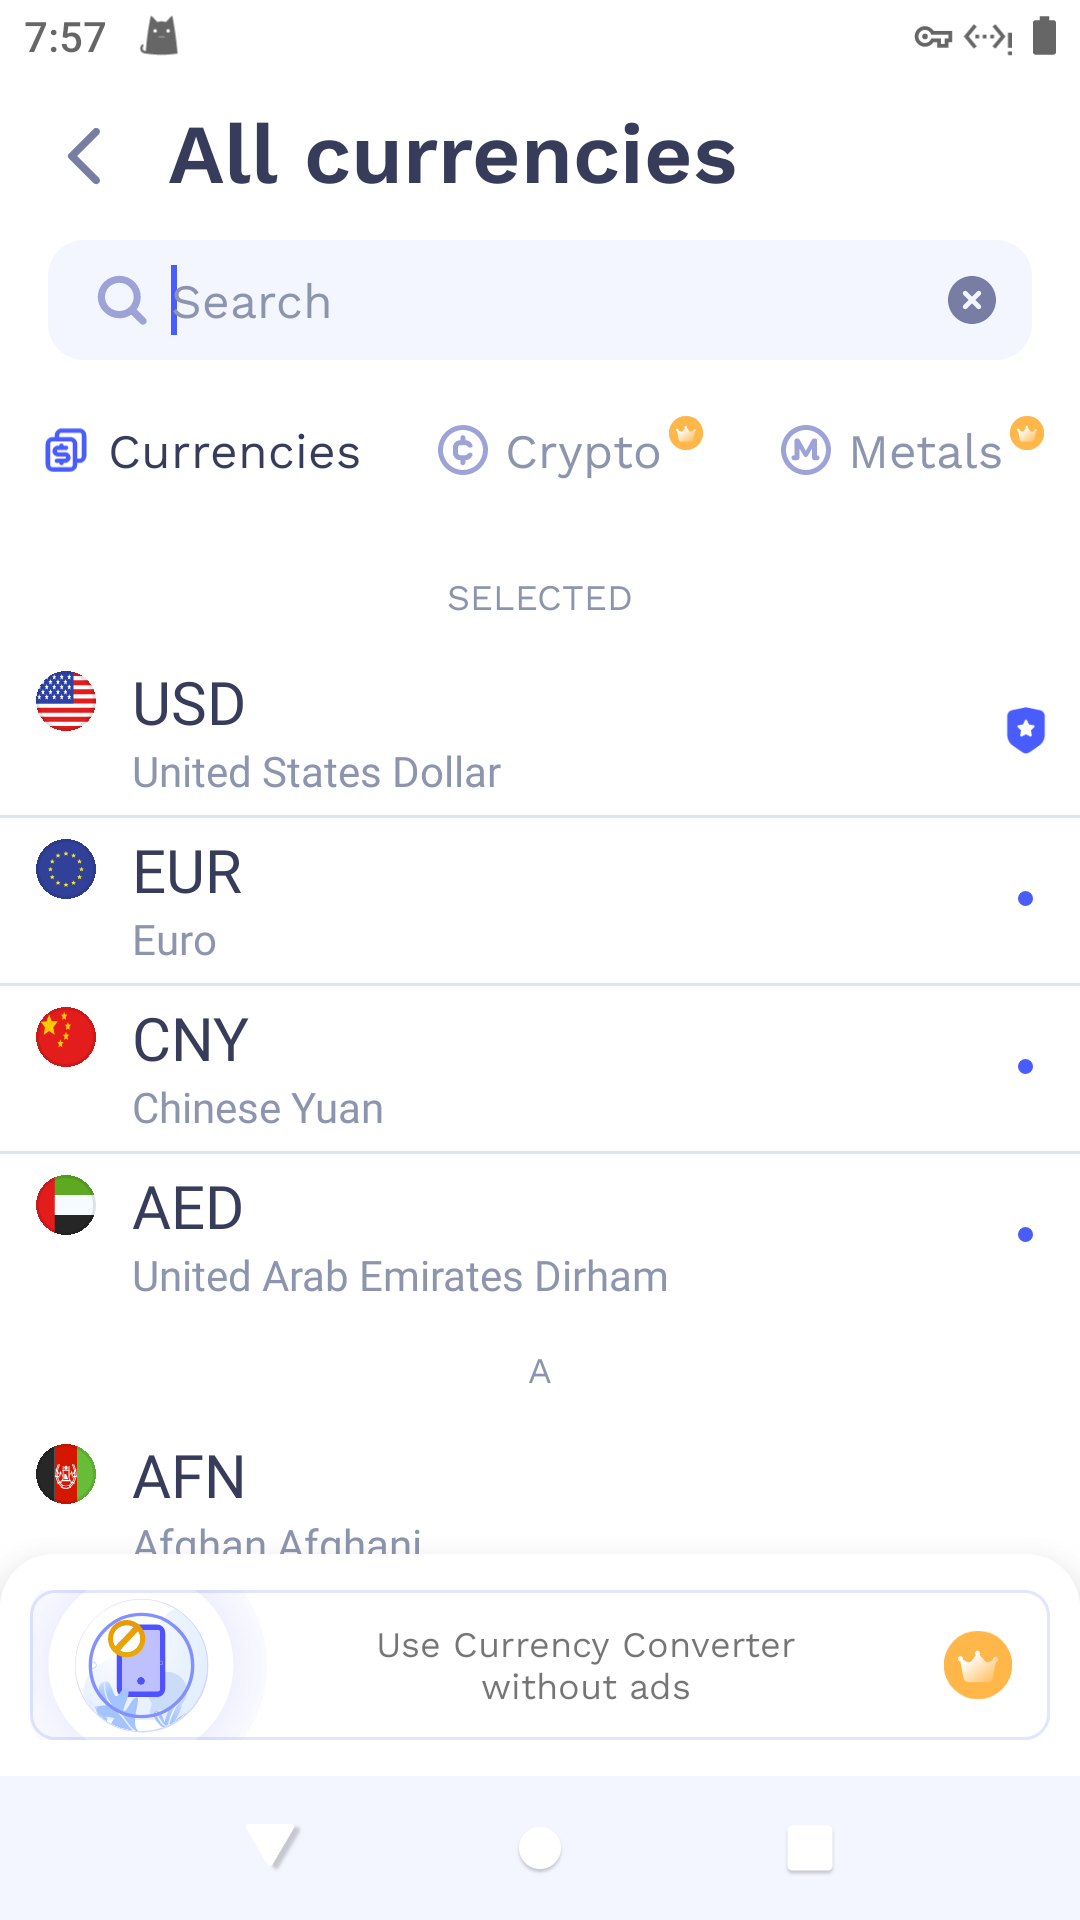 7:57
All currencies
Search
Currencies
Crypto
Metals
SELECTED
USD
United States Dollar
EUR
Euro
CNY
Chinese Yuan
AED
United Arab Emirates Dirham
A
AFN
Afghan Afghani
Use Currency Converter
without ads